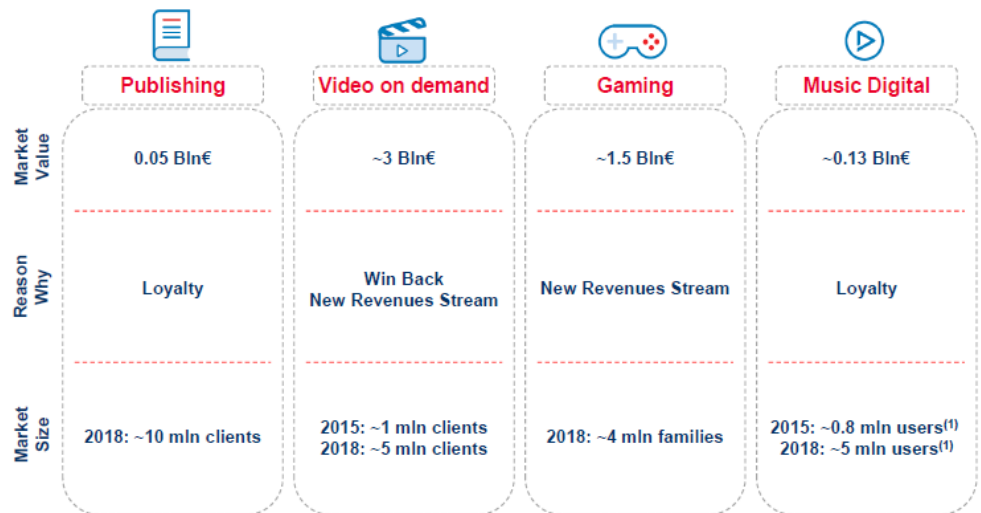 Publishing
Video on demand
Gaming
Music Digital
Market
Value
0.05 Bln€
~3 Bln€
~1.5 Bln€
~0.13 Bln€
Reason
Why
Loyalty
Win Back
New Revenues Stream
New Revenues Stream
Loyalty
Market
Size
2018: ~10 mln clients
2015: ~1 mln clients
2018: ~5 mln clients
2018: ~4 mln families
2015: ~0.8 mln users(1)
2018: ~5 mln users(1)